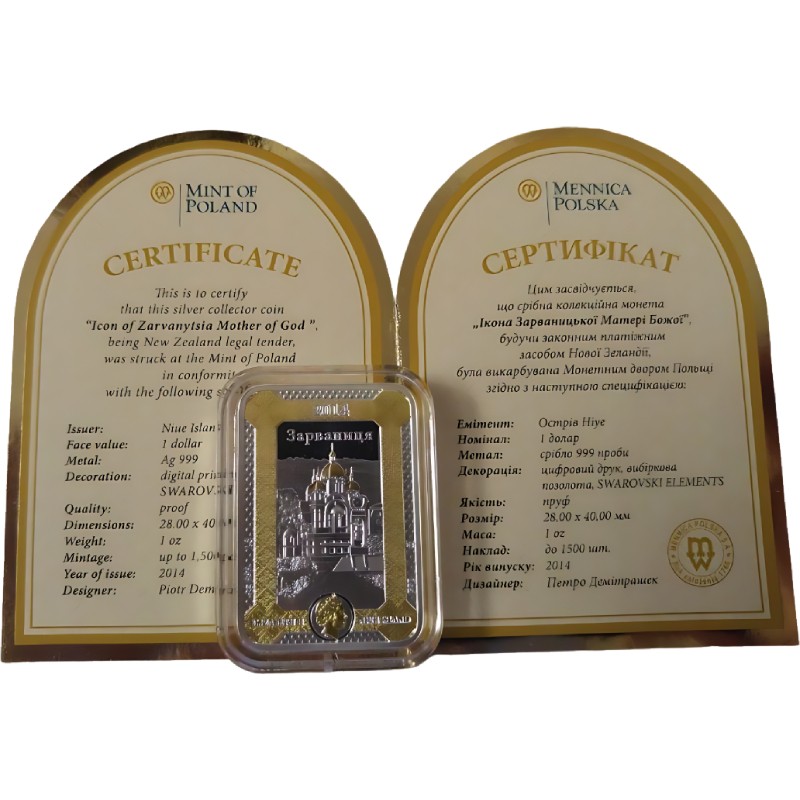 MINT OF
POLAND
CERTIFICATE
This is to certify
that this silver collector coin
"Icon of Zarvanytsia Mother of God",
being New Zealand legal tender,
was struck at the Mint of Poland
in conformit
with the following
Issuer: Niue Islan
Face value: 1 dollar
Metal: Ag 999
Decoration: digital prin
SWAROVS
Quality: proof
Dimensions: 28.00 x 40
Weight: 1 oz
Mintage: up to 1,50
Year of issue: 2014
Designer: Piotr Dem
MENNICA
POLSKA
СЕРТИФІКАТ
Цим засвідчується,
що срібна колекційна монета
„Ікона Зарваницької Матері Божої",
будучи законним платіжним
засобом Нової Зеландії,
була викарбувана Монетним двором Польщі
згідно з наступною специфікацією:
Емітент: Острів Ніуе
Номінал: 1 долар
Метал: срібло 999 проби
Декорація: цифровий друк, вибіркова
позолота, SWAROVSKI ELEMENTS
Якість: пруф
Розмір: 28.00 x 40.00 мм
Маса: 1 oz
Наклад: до 1500 шт.
Рік випуску: 2014
Дизайнер: Петро Демітрашек
MENNICA POLSKA S.A.
2014
Зарваниця
ISLAND